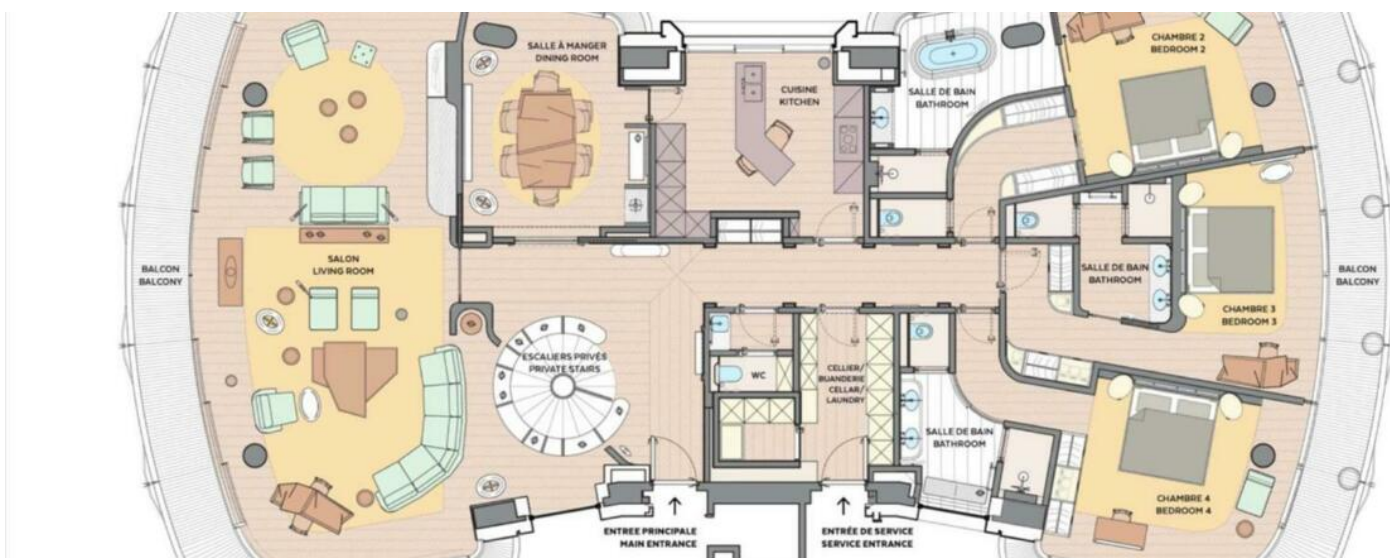 SALLE À MANGER
DINING ROOM
CUISINE
KITCHEN
SALLE DE BAIN
BATHROOM
CHAMBRE 2
BEDROOM 2
BALCON
BALCONY
SALON
LIVING ROOM
SALLE DE BAIN
BATHROOM
CHAMBRE 3
BEDROOM 3
BALCON
BALCONY
ESCALIERS PRIVÉS
PRIVATE STAIRS
WC
CELLIER/
BUANDERIE
CELLAR/
LAUNDRY
SALLE DE BAIN
BATHROOM
CHAMBRE 4
BEDROOM 4
ENTREE PRINCIPALE
MAIN ENTRANCE
ENTRÉE DE SERVICE
SERVICE ENTRANCE